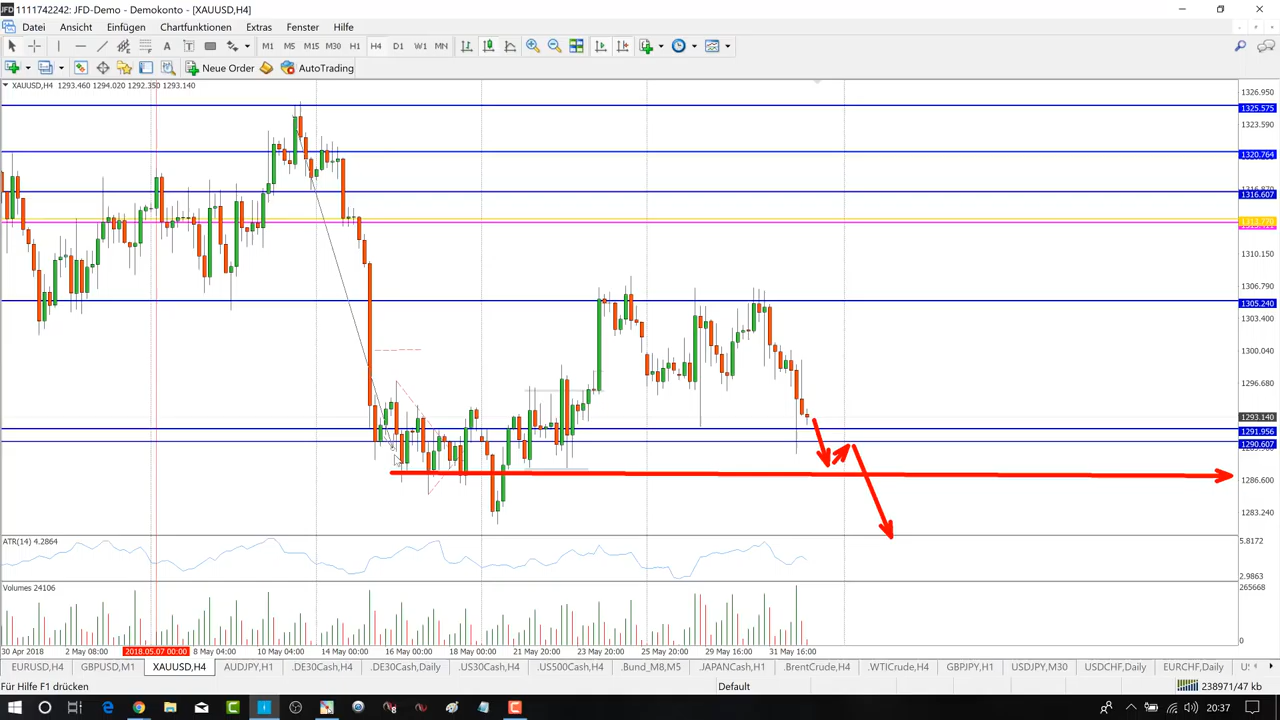 1111742242: JFD-Demo - Demokonto - [XAUUSD,H4]
Datei Ansicht Einfügen Chartfunktionen Extras Fenster Hilfe
M1 M5 M15 M30 H1 H4 D1 W1 MN
Neue Order AutoTrading
XAUUSD,H4 1293.460 1294.020 1292.350 1293.140
1326.950
1325.575
1323.590
1320.764
1316.870
1316.607
1313.770
1310.150
1306.790
1305.240
1303.400
1300.040
1296.680
1293.140
1291.956
1290.607
1286.600
1283.240
ATR(14) 4.2864
5.8172
2.9863
Volumes 24106
265668
0
30 Apr 2018 2 May 08:00 2018.05.07 00:00 8 May 04:00 10 May 04:00 14 May 04:00 16 May 04:00 18 May 04:00 21 May 20:00 23 May 20:00 25 May 20:00 29 May 16:00 31 May 16:00
EURUSD,H4 GBPUSD,M1 XAUUSD,H4 AUDJPY,H1 .DE30Cash,H4 .DE30Cash,Daily .US30Cash,H4 .US500Cash,H4 .Bund_M8,M5 .JAPANCash,H1 .BrentCrude,H4 .WTICrude,H4 GBPJPY,H1 USDJPY,M30 USDCHF,Daily EURCHF,Daily
Für Hilfe F1 drücken Default 238971/47 kb
20:37